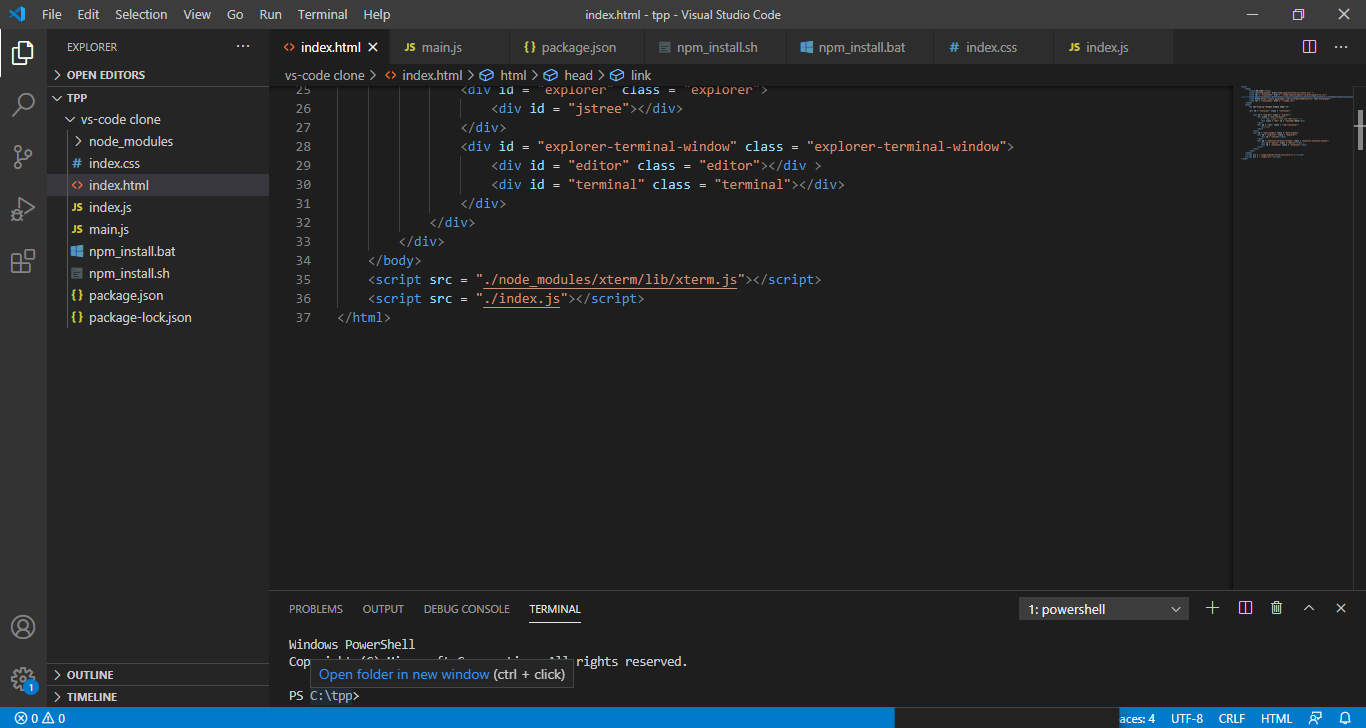 File Edit Selection View Go Run Terminal Help
index.html - tpp - Visual Studio Code
EXPLORER
OPEN EDITORS
TPP
vs-code clone
node_modules
index.css
index.html
index.js
main.js
npm_install.bat
npm_install.sh
package.json
package-lock.json
OUTLINE
TIMELINE
1
index.html JS main.js {} package.json npm_install.sh npm_install.bat # index.css JS index.js
vs-code clone > index.html > html > head > link
25 <div id = "explorer" class = "explorer">
26 <div id = "jstree"></div>
27 </div>
28 <div id = "explorer-terminal-window" class = "explorer-terminal-window">
29 <div id = "editor" class = "editor"></div >
30 <div id = "terminal" class = "terminal"></div>
31 </div>
32 </div>
33 </div>
34 </body>
35 <script src = "./node_modules/xterm/lib/xterm.js"></script>
36 <script src = "./index.js"></script>
37 </html>
PROBLEMS OUTPUT DEBUG CONSOLE TERMINAL
1: powershell
Windows PowerShell
All rights reserved.
Open folder in new window (ctrl + click)
PS C:\tpp>
0 0
aces: 4 UTF-8 CRLF HTML